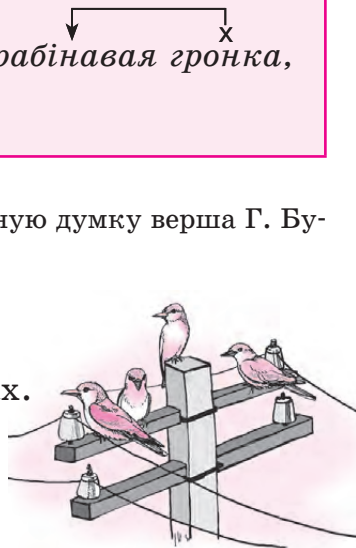 х
рабінавая гронка,
ную думку верша Г. Бу-
х.